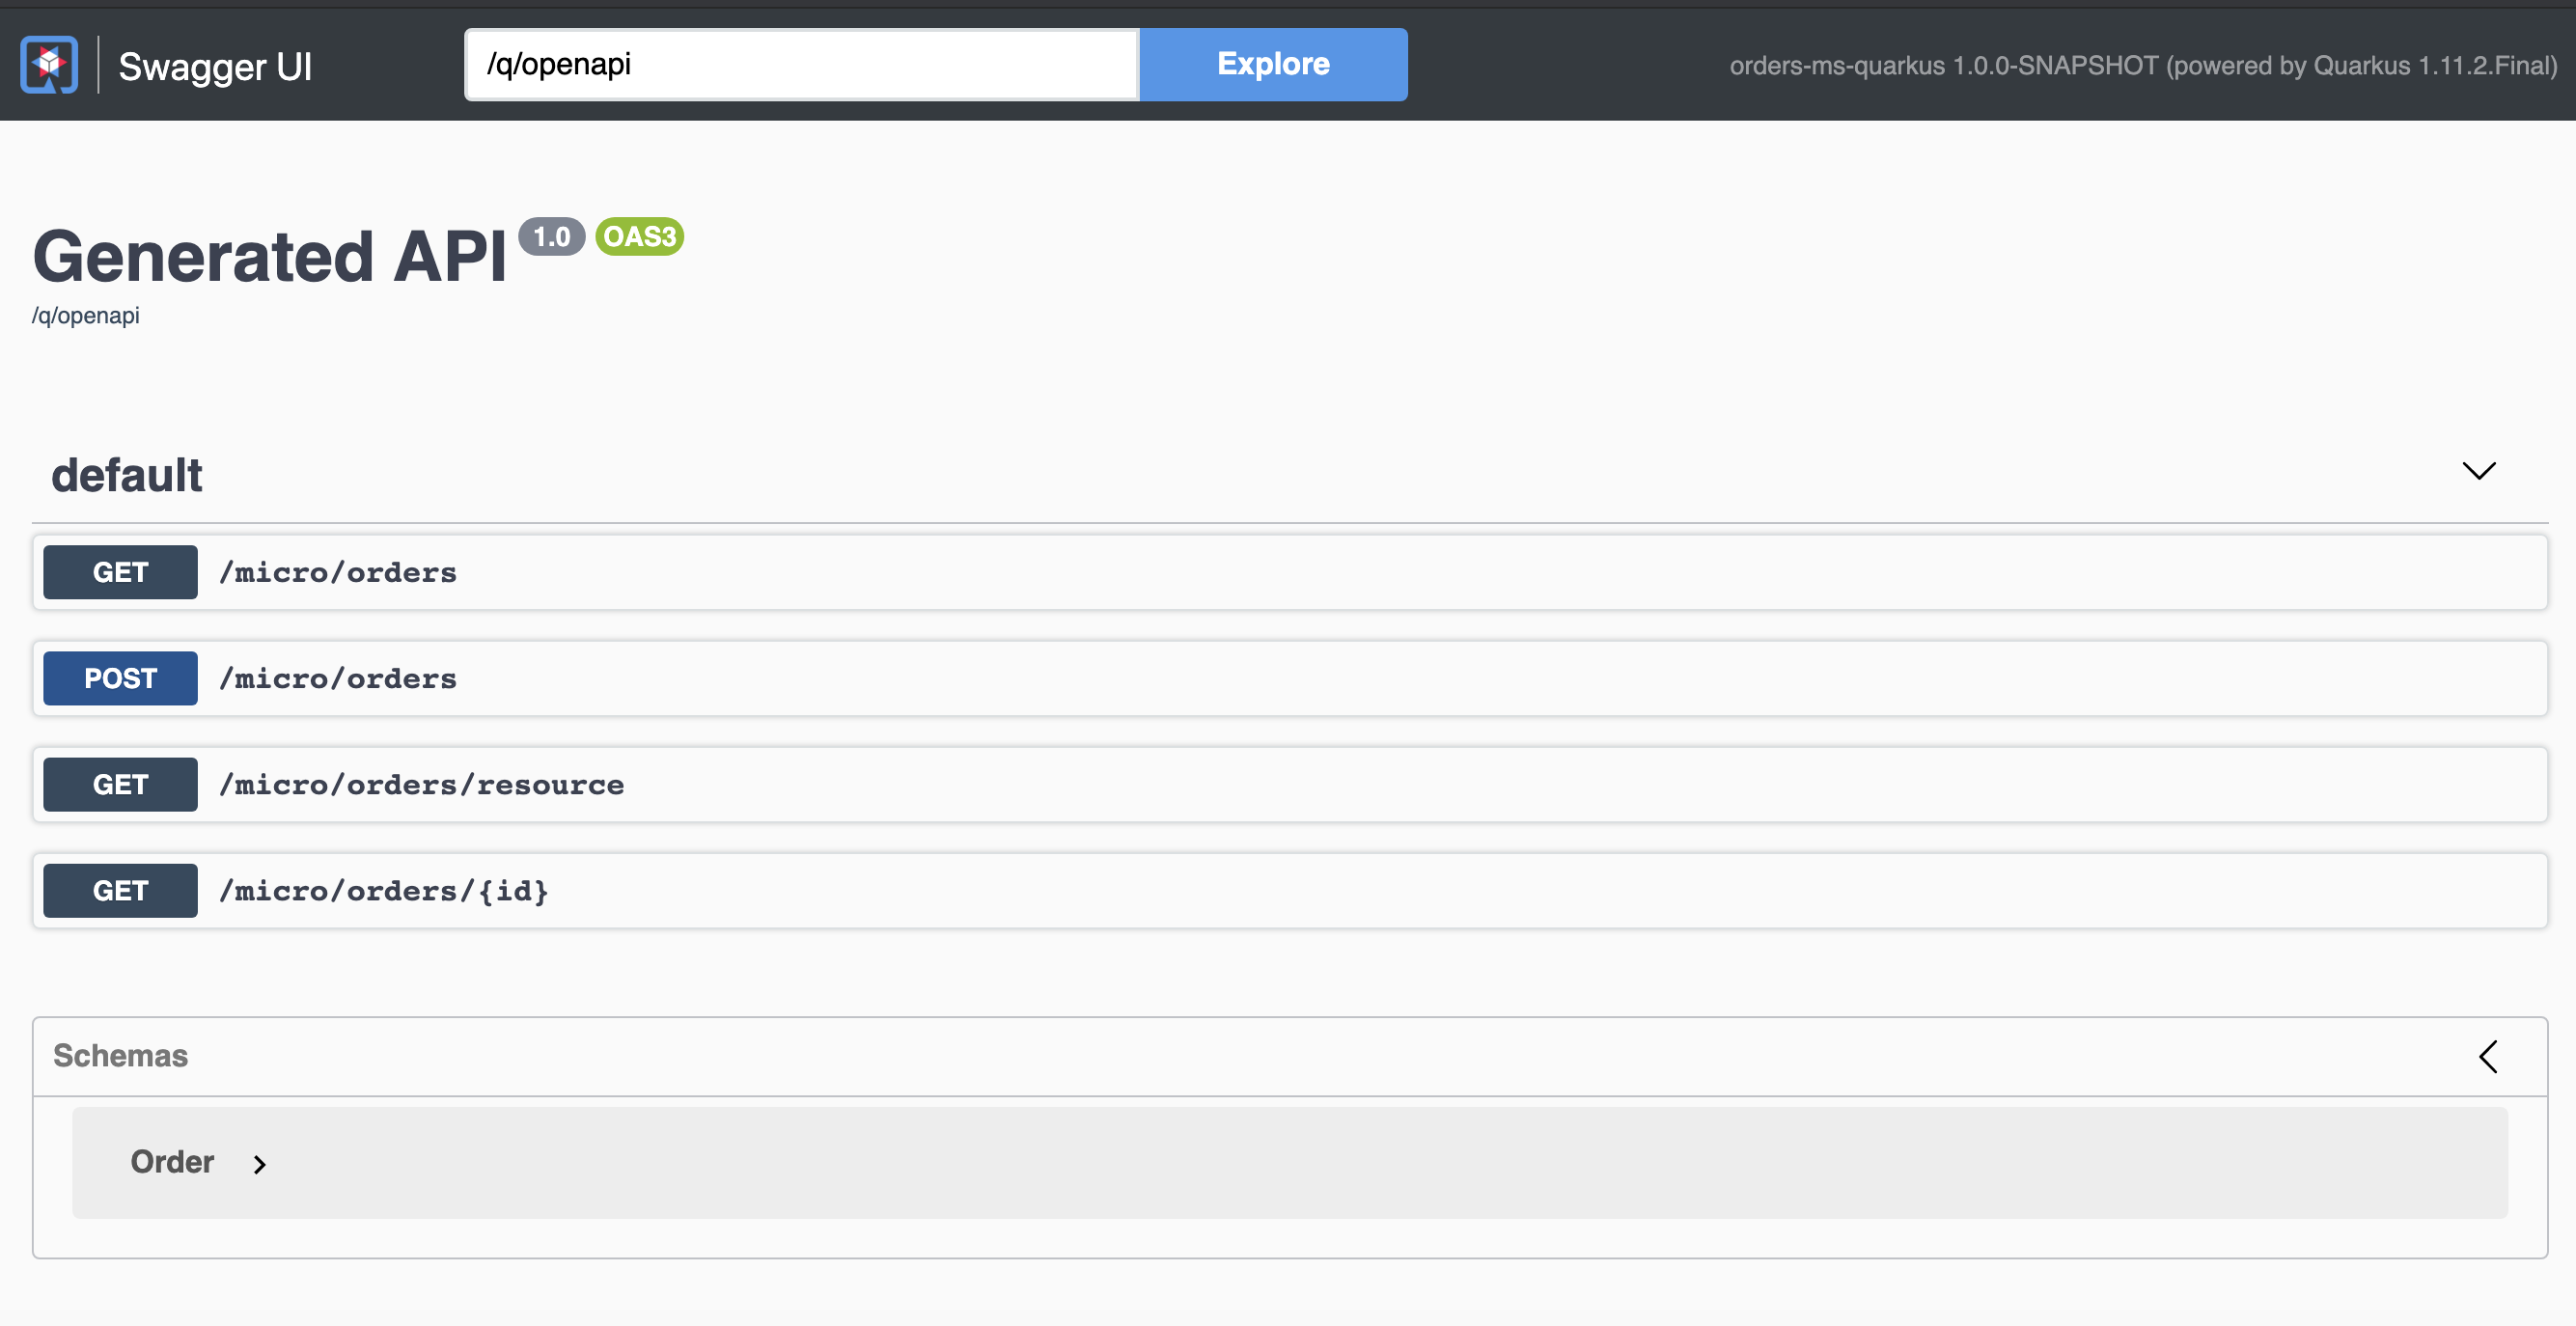 Swagger UI
/q/openapi
Explore
orders-ms-quarkus 1.0.0-SNAPSHOT (powered by Quarkus 1.11.2.Final)
Generated API 1.0 OAS3
/q/openapi
default
GET /micro/orders
POST /micro/orders
GET /micro/orders/resource
GET /micro/orders/{id}
Schemas
Order